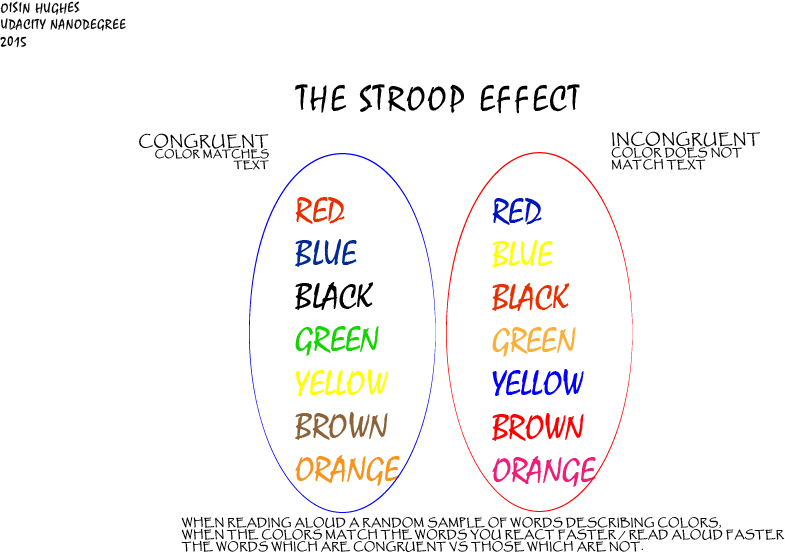 OISIN HUGHES
UDACITY NANODEGREE
2015
THE STROOP EFFECT
CONGRUENT
COLOR MATCHES
TEXT
INCONGRUENT
COLOR DOES NOT
MATCH TEXT
RED
BLUE
BLACK
GREEN
YELLOW
BROWN
ORANGE
RED
BLUE
BLACK
GREEN
YELLOW
BROWN
ORANGE
WHEN READING ALOUD A RANDOM SAMPLE OF WORDS DESCRIBING COLORS,
WHEN THE COLORS MATCH THE WORDS YOU REACT FASTER / READ ALOUD FASTER
THE WORDS WHICH ARE CONGRUENT VS THOSE WHICH ARE NOT.